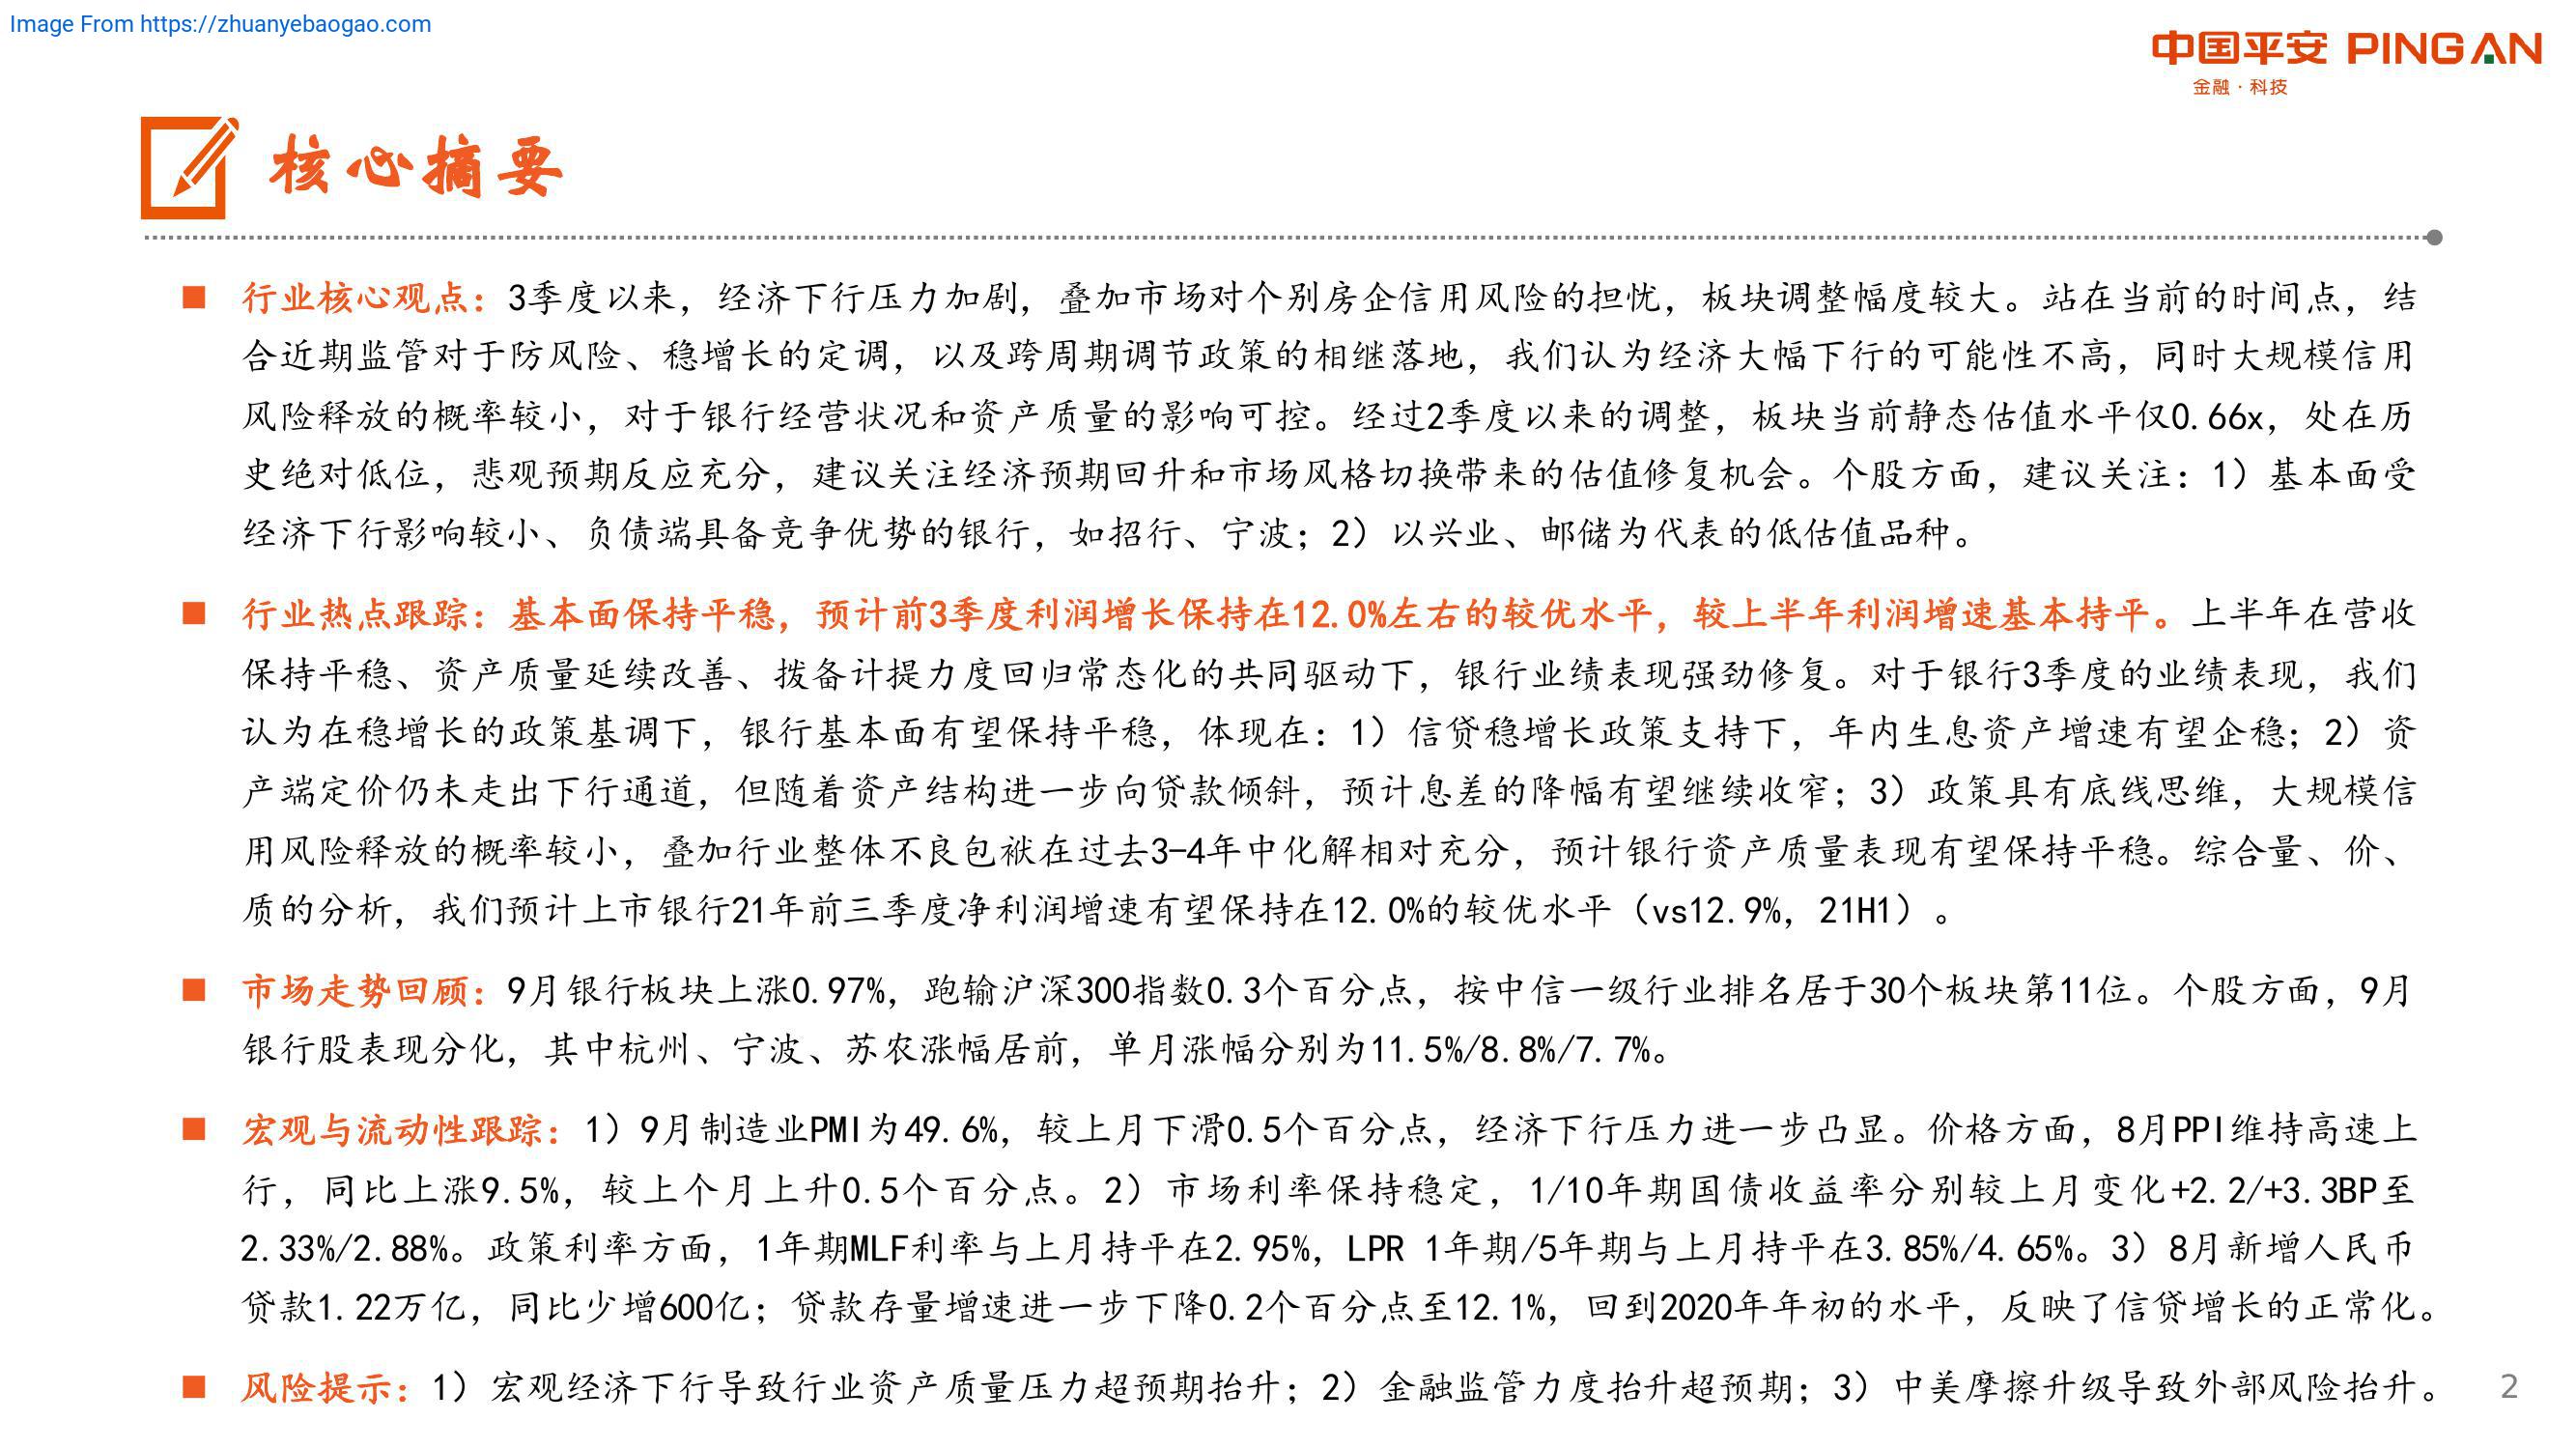 Image From https://zhuanyebaogao.com
中国平安 PINGAN
金融·科技
核心摘要
■ 行业核心观点：3季度以来，经济下行压力加剧，叠加市场对个别房企信用风险的担忧，板块调整幅度较大。站在当前的时间点，结
合近期监管对于防风险、稳增长的定调，以及跨周期调节政策的相继落地，我们认为经济大幅下行的可能性不高，同时大规模信用
风险释放的概率较小，对于银行经营状况和资产质量的影响可控。经过2季度以来的调整，板块当前静态估值水平仅0.66x，处在历
史绝对低位，悲观预期反应充分，建议关注经济预期回升和市场风格切换带来的估值修复机会。个股方面，建议关注：1）基本面受
经济下行影响较小、负债端具备竞争优势的银行，如招行、宁波；2）以兴业、邮储为代表的低估值品种。
■ 行业热点跟踪：基本面保持平稳，预计前3季度利润增长保持在12.0%左右的较优水平，较上半年利润增速基本持平。上半年在营收
保持平稳、资产质量延续改善、拨备计提力度回归常态化的共同驱动下，银行业绩表现强劲修复。对于银行3季度的业绩表现，我们
认为在稳增长的政策基调下，银行基本面有望保持平稳，体现在：1）信贷稳增长政策支持下，年内生息资产增速有望企稳；2）资
产端定价仍未走出下行通道，但随着资产结构进一步向贷款倾斜，预计息差的降幅有望继续收窄；3）政策具有底线思维，大规模信
用风险释放的概率较小，叠加行业整体不良包袱在过去3-4年中化解相对充分，预计银行资产质量表现有望保持平稳。综合量、价、
质的分析，我们预计上市银行21年前三季度净利润增速有望保持在12.0%的较优水平（vs12.9%，21H1）。
■ 市场走势回顾：9月银行板块上涨0.97%，跑输沪深300指数0.3个百分点，按中信一级行业排名居于30个板块第11位。个股方面，9月
银行股表现分化，其中杭州、宁波、苏农涨幅居前，单月涨幅分别为11.5%/8.8%/7.7%。
■ 宏观与流动性跟踪：1）9月制造业PMI为49.6%，较上月下滑0.5个百分点，经济下行压力进一步凸显。价格方面，8月PPI维持高速上
行，同比上涨9.5%，较上个月上升0.5个百分点。2）市场利率保持稳定，1/10年期国债收益率分别较上月变化+2.2/+3.3BP至
2.33%/2.88%。政策利率方面，1年期MLF利率与上月持平在2.95%，LPR 1年期/5年期与上月持平在3.85%/4.65%。3）8月新增人民币
贷款1.22万亿，同比少增600亿；贷款存量增速进一步下降0.2个百分点至12.1%，回到2020年年初的水平，反映了信贷增长的正常化。
■ 风险提示：1）宏观经济下行导致行业资产质量压力超预期抬升；2）金融监管力度抬升超预期；3）中美摩擦升级导致外部风险抬升。
2